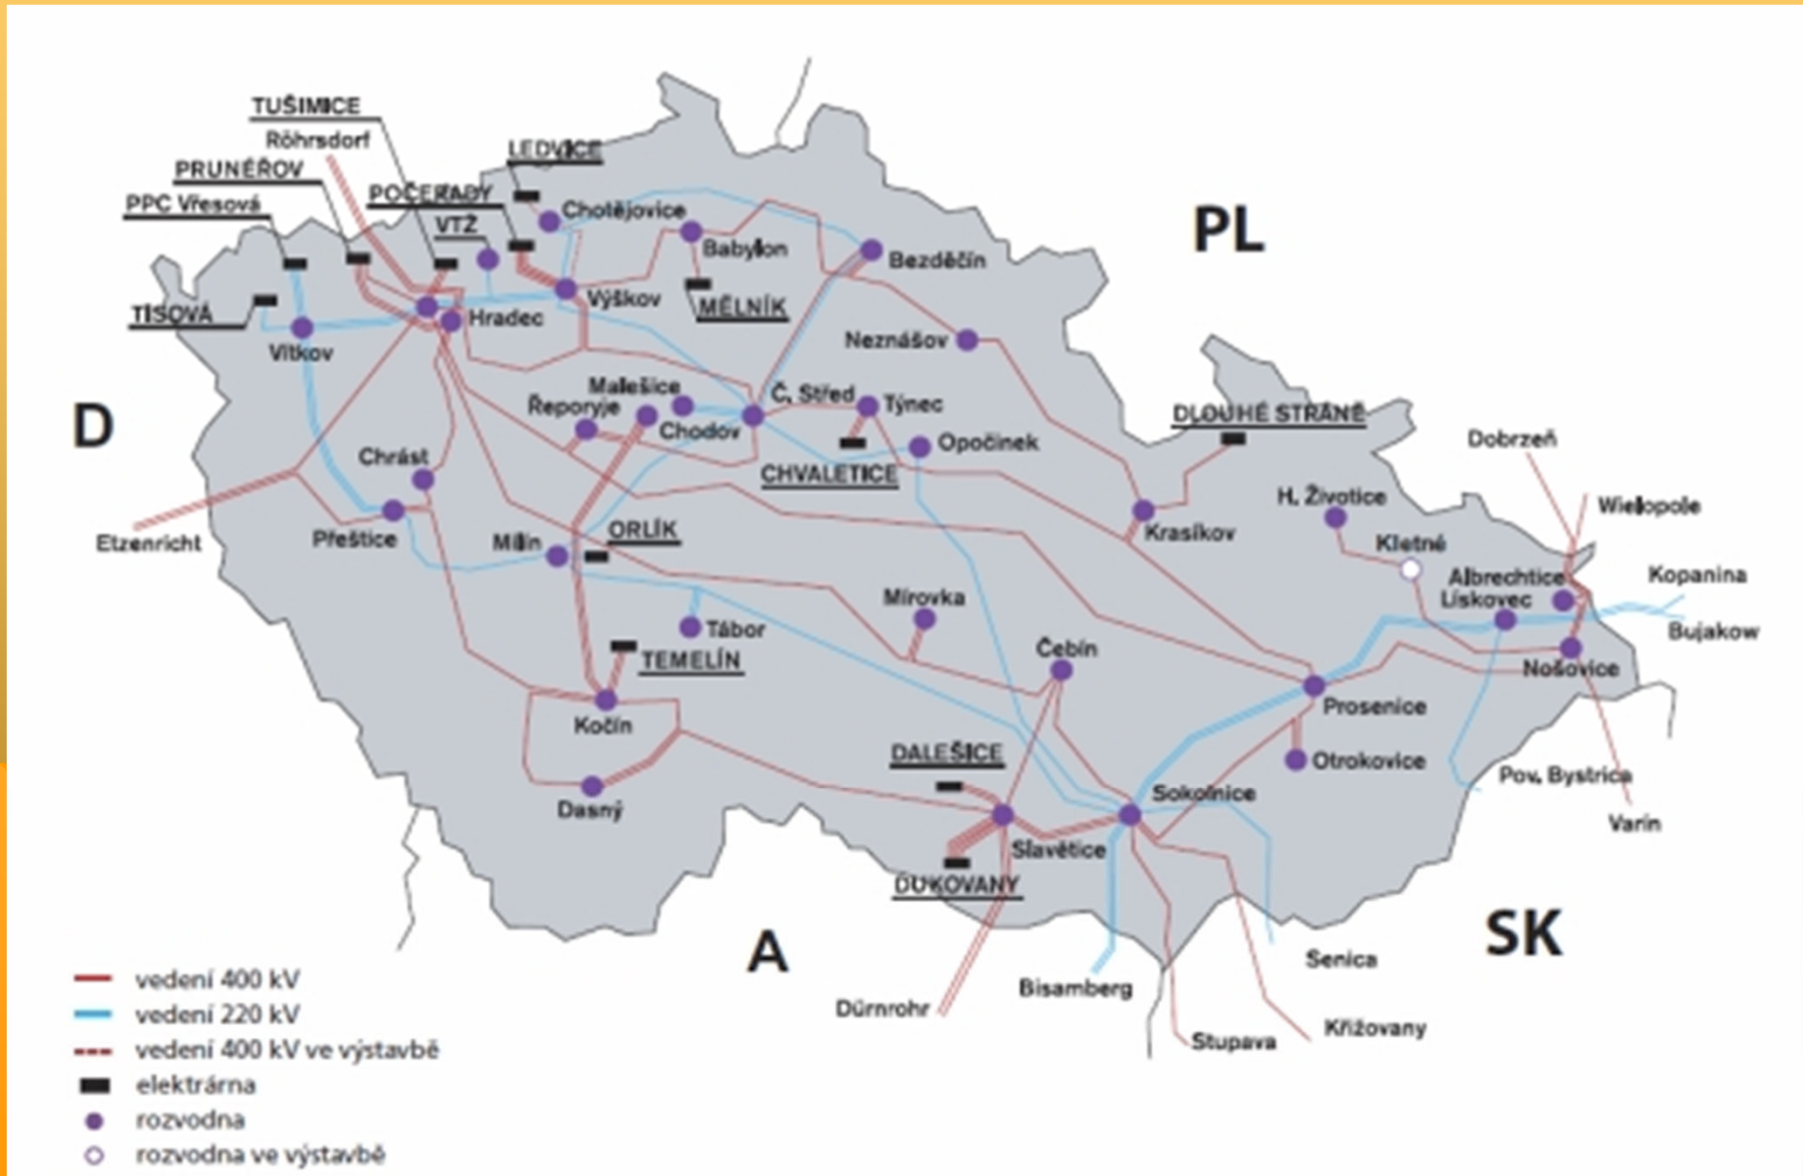 TUŠIMICE
Röhrsdorf
PRUNÉŘOV
PPC Vřesová
LEDVICE
POČERADY
VTŽ
Chotějovice
Babylon
Bezděčín
PL
Výškov
MĚLNÍK
TISOVÁ
Hradec
Vítkov
Neznášov
D
Malešice
Řeporyje
Č. Střed
Týnec
Chodov
Opočínek
CHVALETICE
DLOUHÉ STRÁNĚ
Dobrzeň
Chrást
Přeštice
Etzenricht
Milín
ORLÍK
Krasíkov
H. Životice
Wielopole
Kletné
Albrechtice
Kopanina
Lískovec
Bujakow
Mírovka
Tábor
TEMELÍN
Čebín
Nošovice
Kočín
Prosenice
DALEŠICE
Otrokovice
Pov. Bystrica
Dasný
Sokolnice
Varín
Slavětice
DUKOVANY
A
SK
Senica
Bisamberg
Dürnrohr
Stupava
Křižovany
vedení 400 kV
vedení 220 kV
vedení 400 kV ve výstavbě
elektrárna
rozvodna
rozvodna ve výstavbě